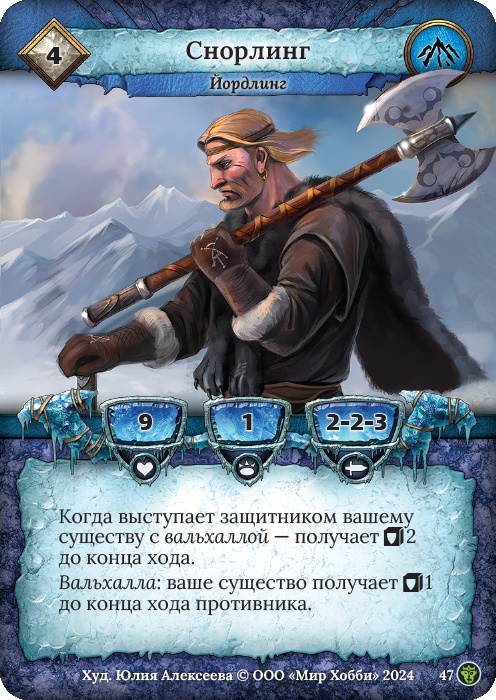 4
Снорлинг
Йордлинг
9
1
2-2-3
Когда выступает защитником вашему
существу с вальхаллой — получает 2
до конца хода.
Вальхалла: ваше существо получает 1
до конца хода противника.
Худ. Юлия Алексеева © ООО «Мир Хобби» 2024
47